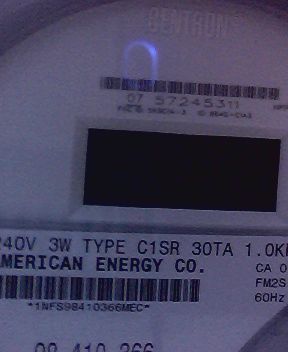 CENTRON
07 57245311
240V 3W TYPE C1SR 30TA 1.0K
AMERICAN ENERGY CO.
CA 0
FM2S
60Hz
*1NFS98410366MEC*
98 410 366